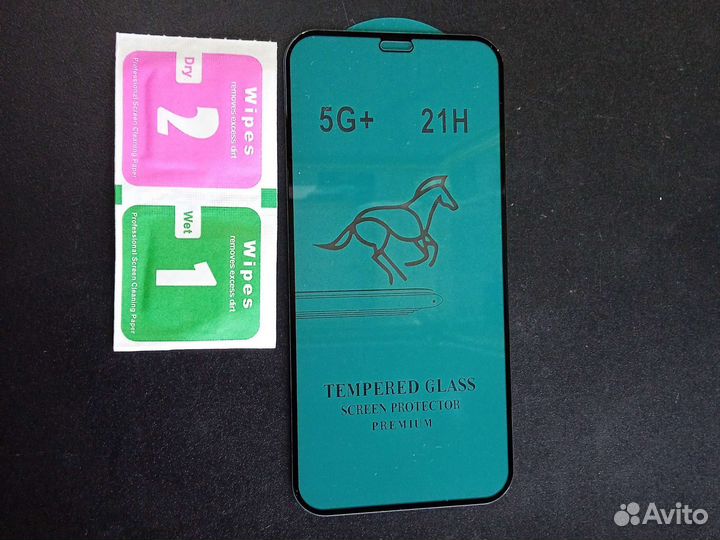 Dry
2
Wipes
removes excess dirt
Professional Screen Cleaning Paper
Wet
1
Wipes
removes excess dirt
Professional Screen Cleaning Paper
5G+ 21H
TEMPERED GLASS
SCREEN PROTECTOR
PREMIUM
Avito